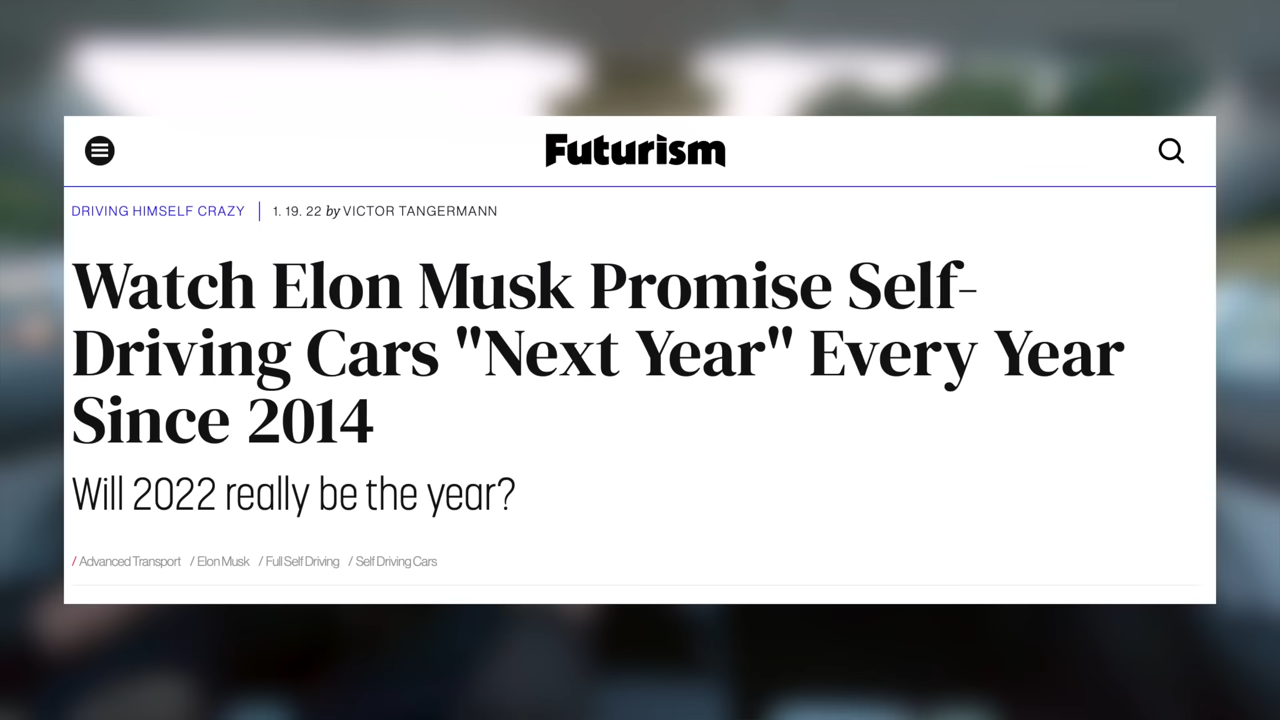 Futurism
DRIVING HIMSELF CRAZY | 1. 19. 22 by VICTOR TANGERMANN
Watch Elon Musk Promise Self-
Driving Cars "Next Year" Every Year
Since 2014
Will 2022 really be the year?
/ Advanced Transport / Elon Musk / Full Self Driving / Self Driving Cars